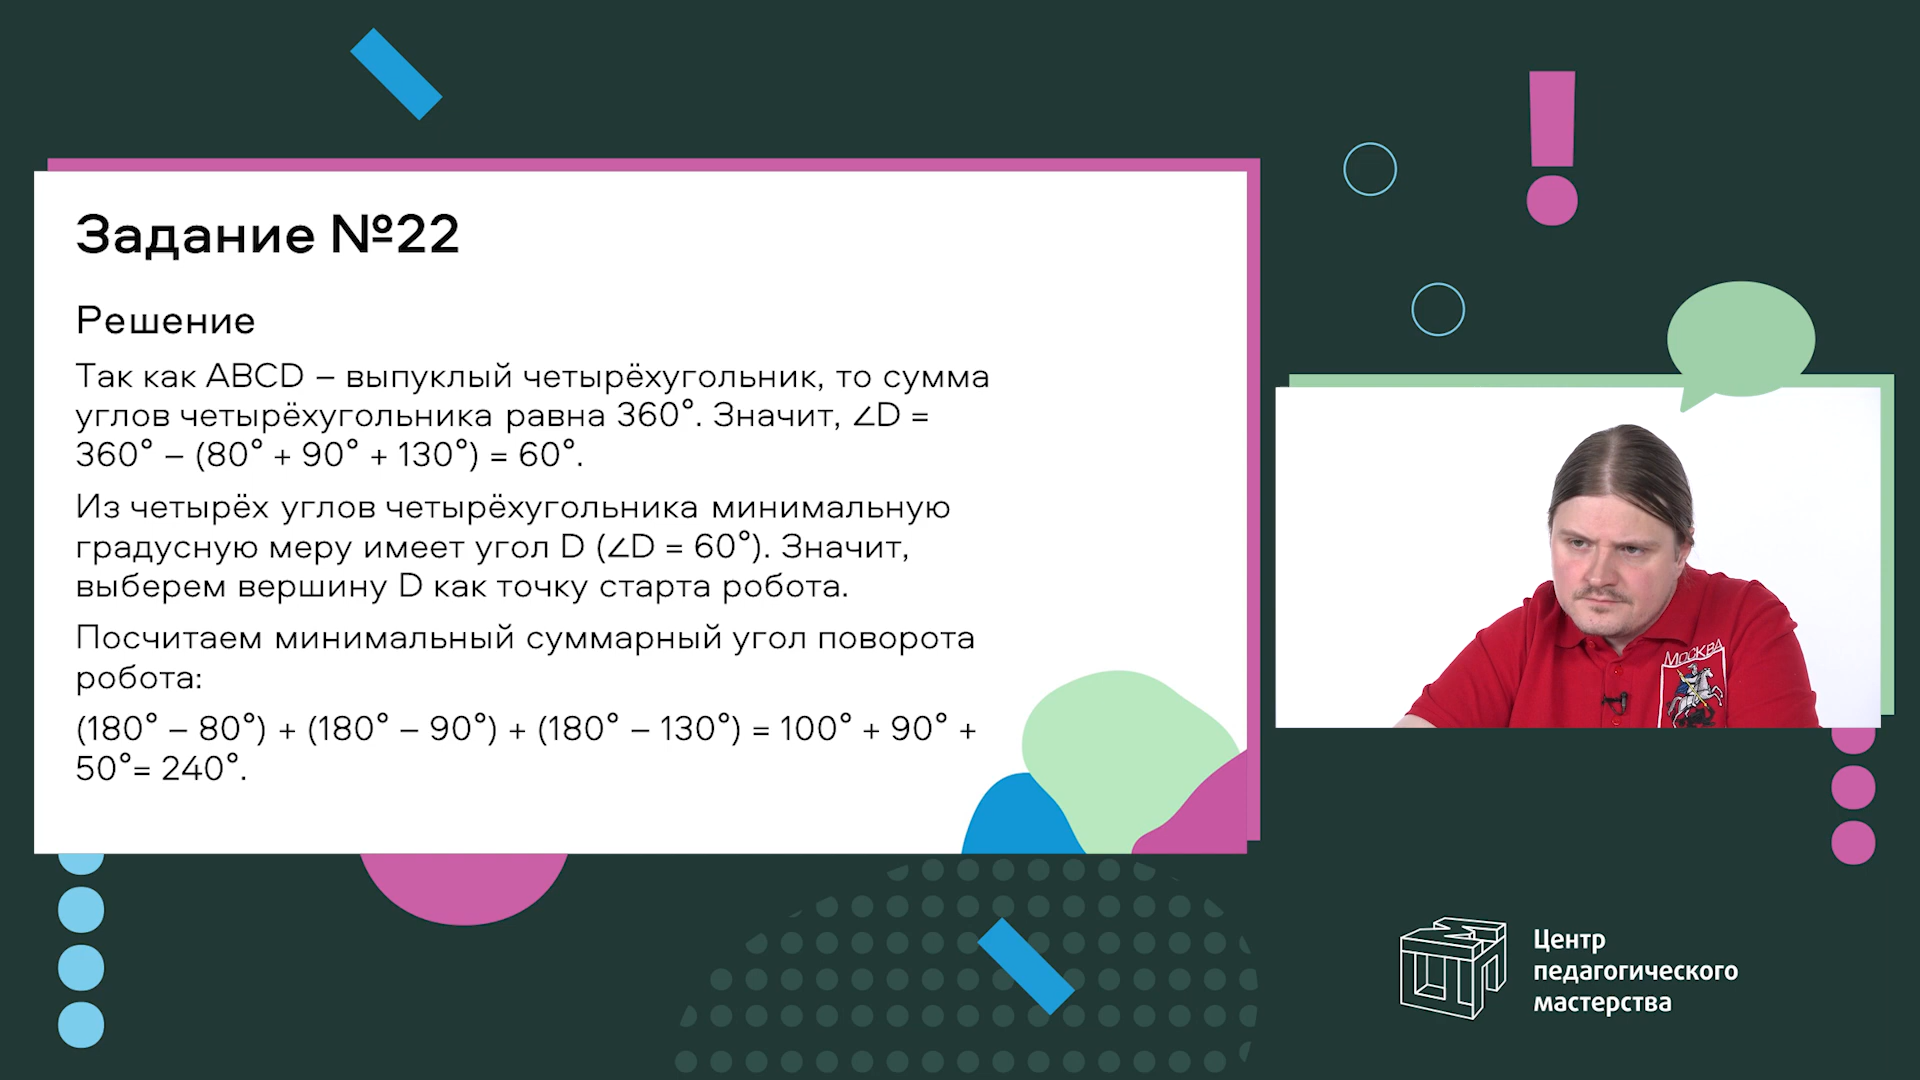 Задание №22
Решение
Так как ABCD – выпуклый четырёхугольник, то сумма
углов четырёхугольника равна 360°. Значит, ∠D =
360° – (80° + 90° + 130°) = 60°.
Из четырёх углов четырёхугольника минимальную
градусную меру имеет угол D (∠D = 60°). Значит,
выберем вершину D как точку старта робота.
Посчитаем минимальный суммарный угол поворота
робота:
(180° – 80°) + (180° – 90°) + (180° – 130°) = 100° + 90° +
50°= 240°.
МОСКВА
Центр
педагогического
мастерства